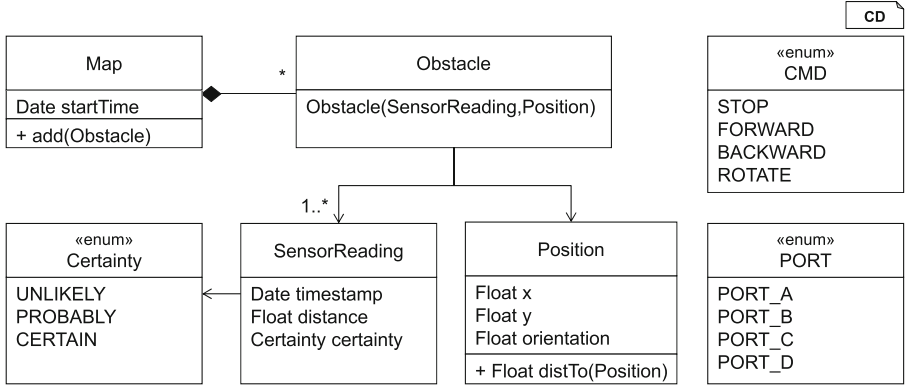 CD
Map
Date startTime
+ add(Obstacle)
*
Obstacle
Obstacle(SensorReading,Position)
«enum»
CMD
STOP
FORWARD
BACKWARD
ROTATE
1..*
«enum»
Certainty
UNLIKELY
PROBABLY
CERTAIN
SensorReading
Date timestamp
Float distance
Certainty certainty
Position
Float x
Float y
Float orientation
+ Float distTo(Position)
«enum»
PORT
PORT_A
PORT_B
PORT_C
PORT_D